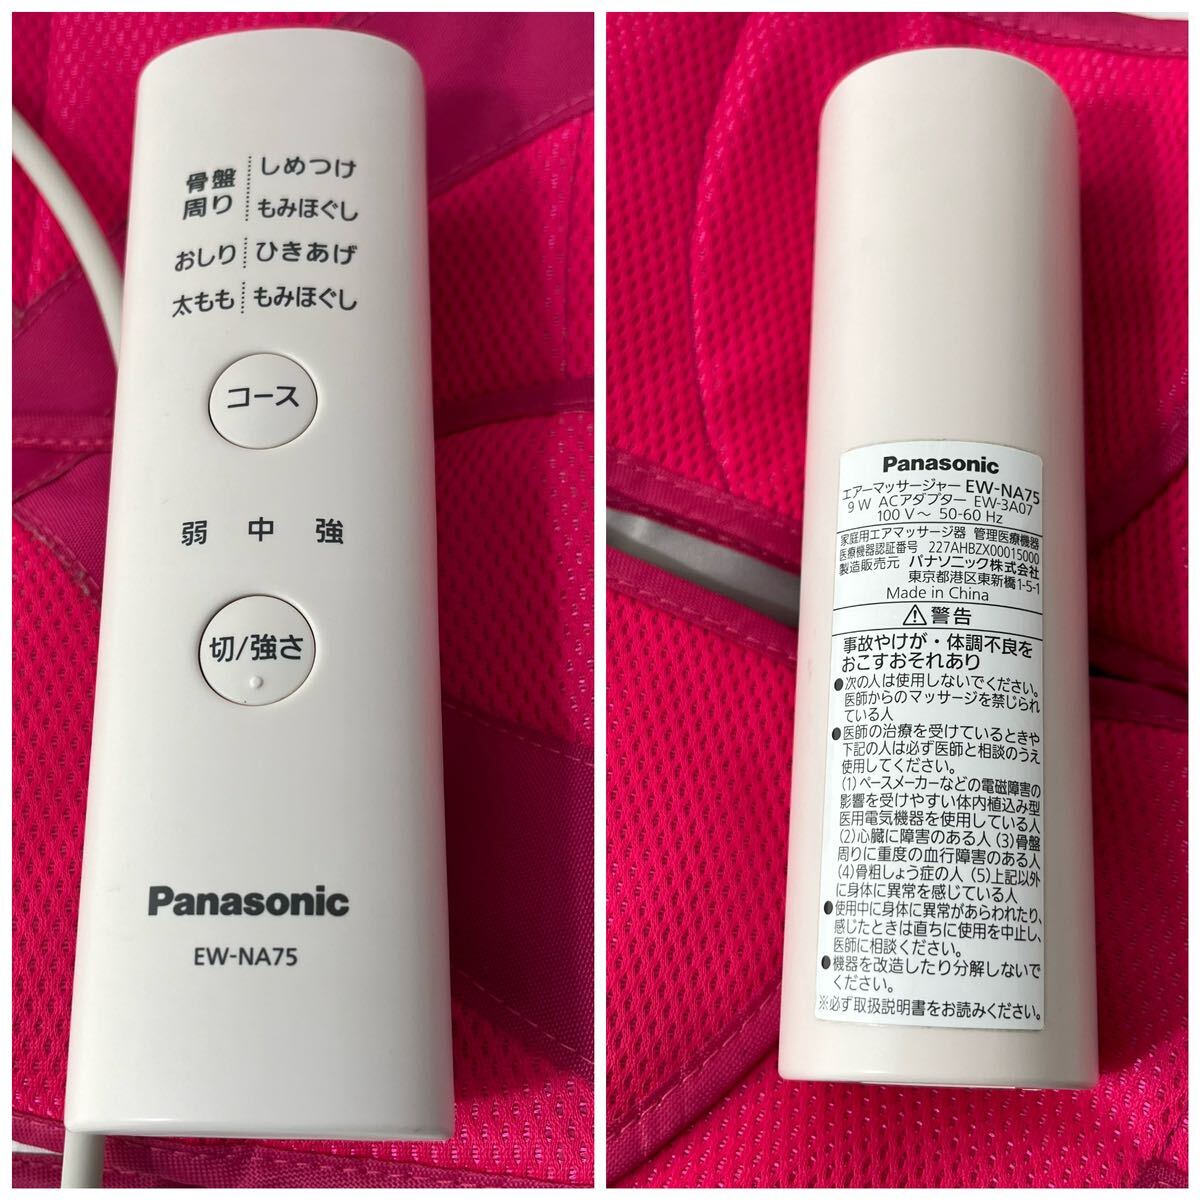 骨盤周り しめつけ
もみほぐし
おしり ひきあげ
太もも もみほぐし
コース
弱 中 強
切/強さ
Panasonic
EW-NA75
Panasonic
エアーマッサージャー EW-NA75
9 W ACアダプター EW-3A07
100 V～ 50-60 Hz
家庭用エアマッサージ器 管理医療機器
医療機器認証番号 227AHBZX00015000
製造販売元 パナソニック株式会社
東京都港区東新橋1-5-1
Made in China
⚠警告
事故やけが・体調不良を
おこすおそれあり
●次の人は使用しないでください。
医師からのマッサージを禁じられ
ている人
●医師の治療を受けているときや
下記の人は必ず医師と相談のうえ
使用してください。
(1)ペースメーカーなどの電磁障害の
影響を受けやすい体内植込み型
医用電気機器を使用している人
(2)心臓に障害のある人(3)骨盤
周りに重度の血行障害のある人
(4)骨粗しょう症の人 (5)上記以外
に身体に異常を感じている人
●使用中に身体に異常があらわれたり、
感じたときは直ちに使用を中止し、
医師に相談ください。
●機器を改造したり分解しないで
ください。
※必ず取扱説明書をお読みください。